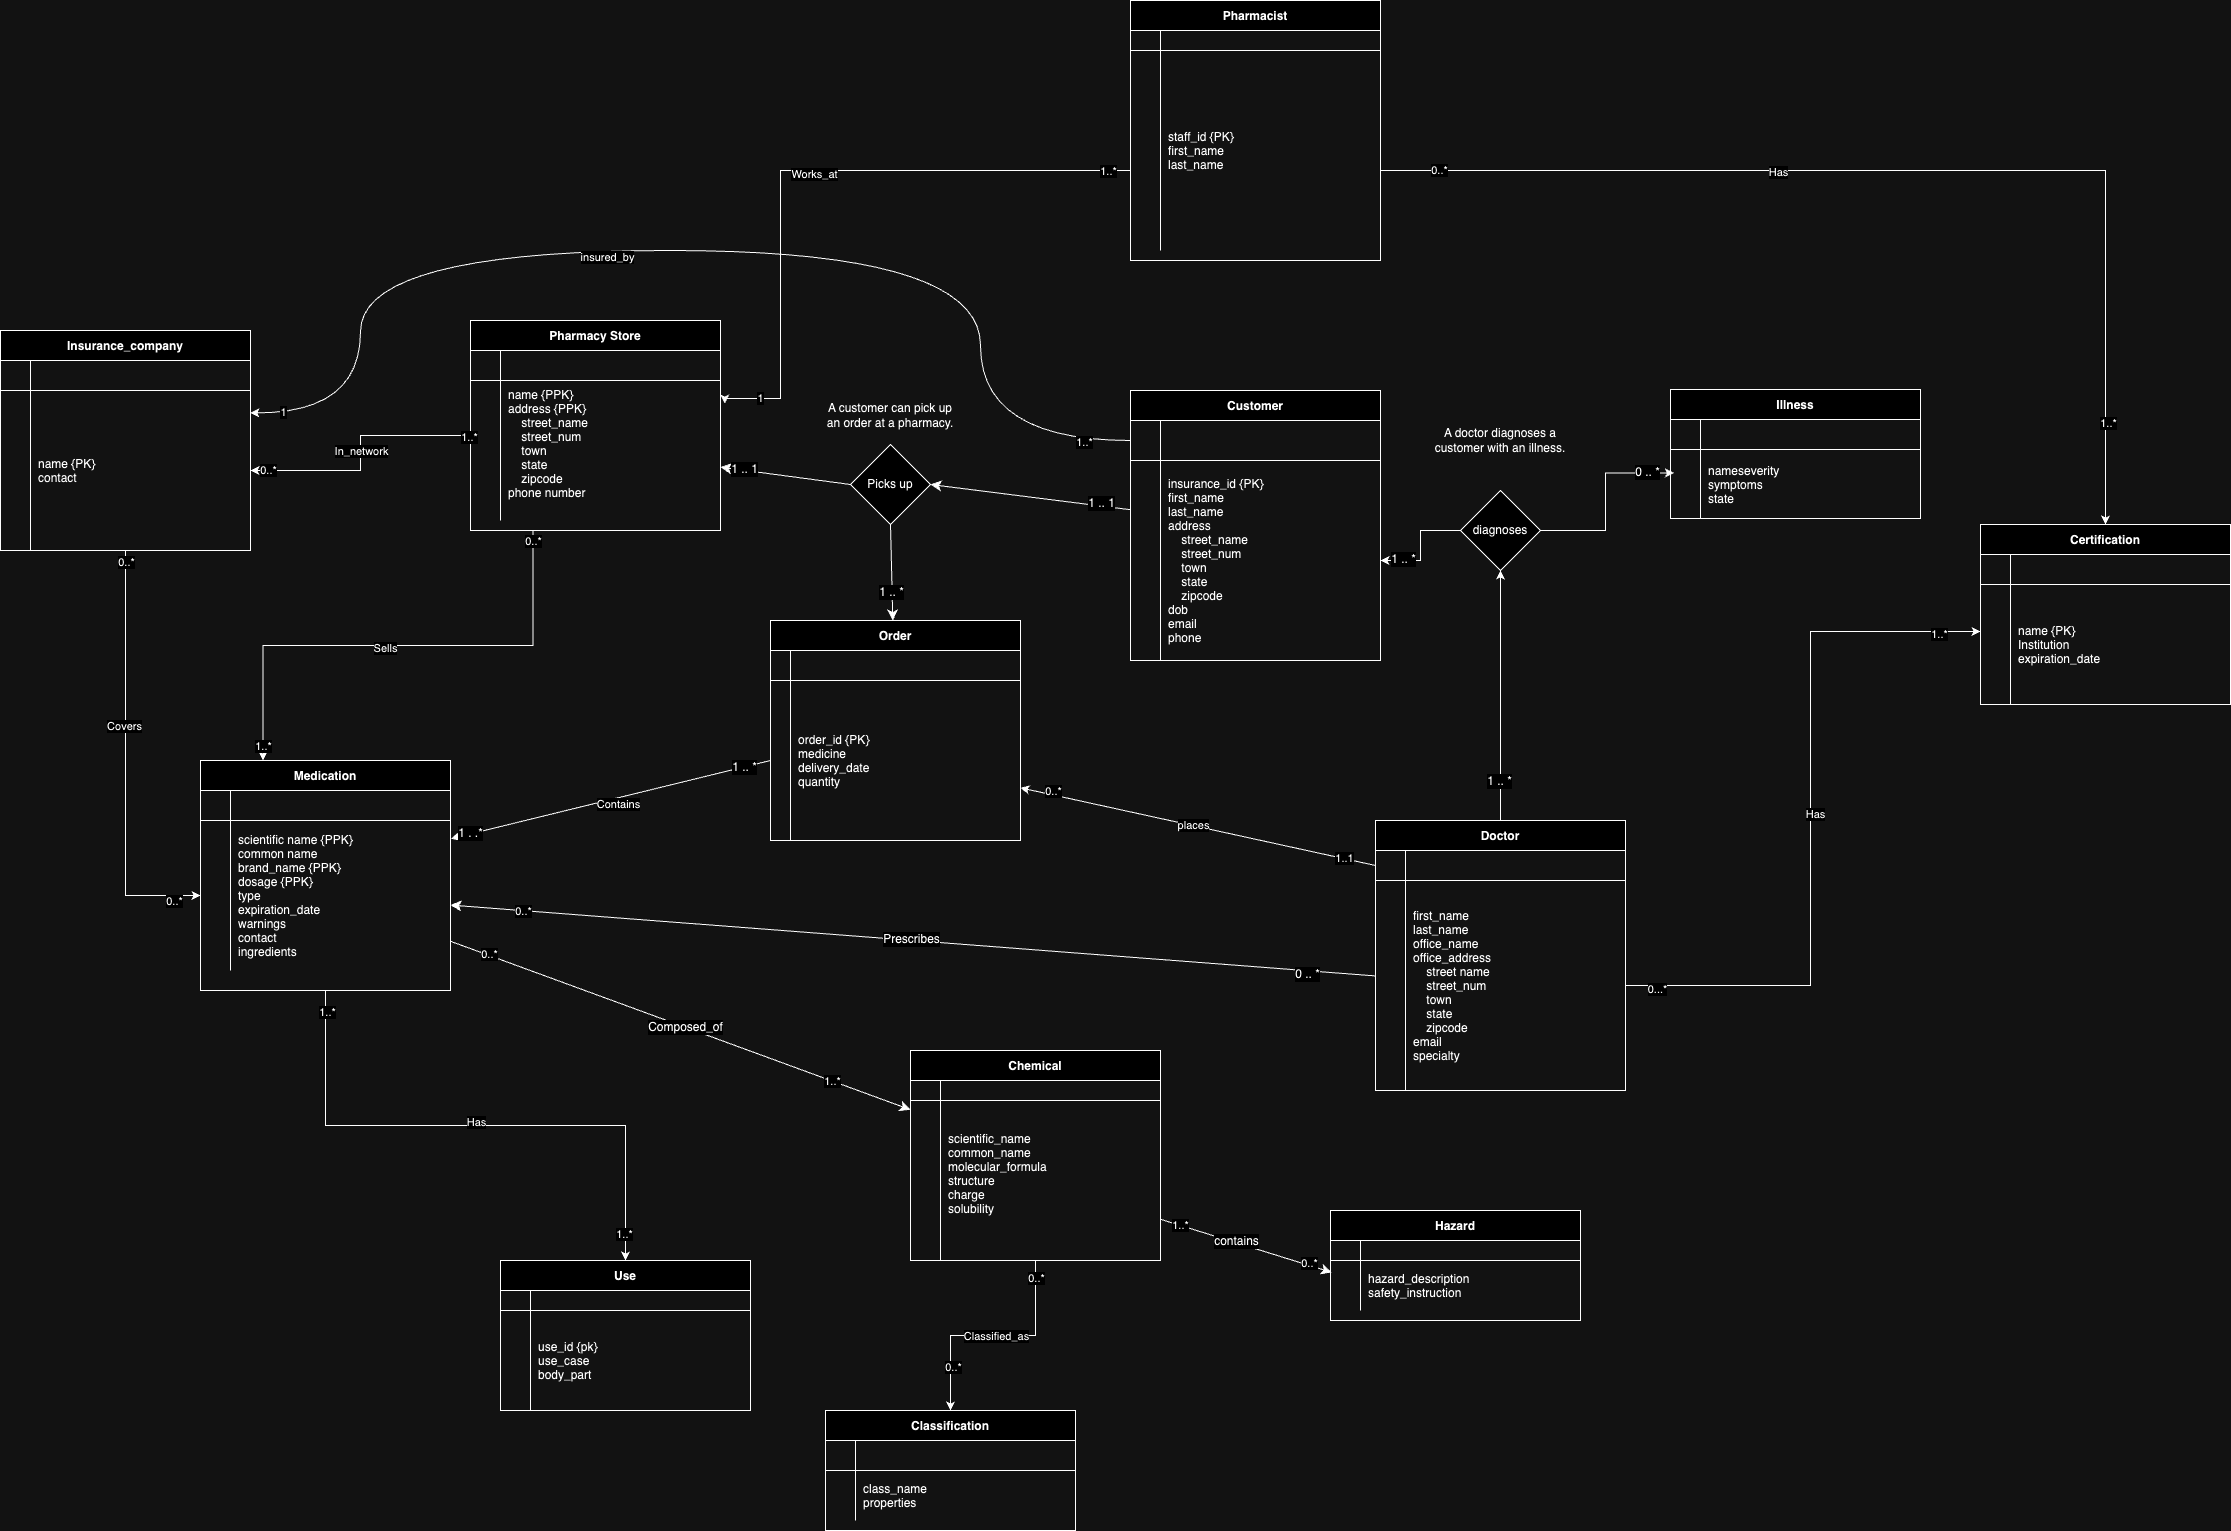 Pharmacist
staff_id {PK}
first_name
last_name
1..*
Works_at
1
0..*
Has
1..*
insured_by
1
1..*
Insurance_company
name {PK}
contact
Pharmacy Store
name {PPK}
address {PPK}
street_name
street_num
town
state
zipcode
phone number
1..*
In_network
0..*
A customer can pick up
an order at a pharmacy.
Picks up
1 .. 1
1 .. 1
1 .. *
Customer
insurance_id {PK}
first_name
last_name
address
street_name
street_num
town
state
zipcode
dob
email
phone
A doctor diagnoses a
customer with an illness.
diagnoses
0 .. *
1 .. *
1 .. *
Illness
nameseverity
symptoms
state
Certification
name {PK}
Institution
expiration_date
0..*
Covers
0..*
0..*
Sells
1..*
Order
order_id {PK}
medicine
delivery_date
quantity
1 .. *
Contains
1 . .*
0..*
places
1..1
Medication
scientific name {PPK}
common name
brand_name {PPK}
dosage {PPK}
type
expiration_date
warnings
contact
ingredients
0..*
Prescribes
0 .. *
Doctor
first_name
last_name
office_name
office_address
street name
street_num
town
state
zipcode
email
specialty
1..*
Has
0...*
0..*
Composed_of
1..*
1..*
Has
1..*
Chemical
scientific_name
common_name
molecular_formula
structure
charge
solubility
1..*
contains
0..*
Hazard
hazard_description
safety_instruction
Use
use_id {pk}
use_case
body_part
0..*
Classified_as
0..*
Classification
class_name
properties